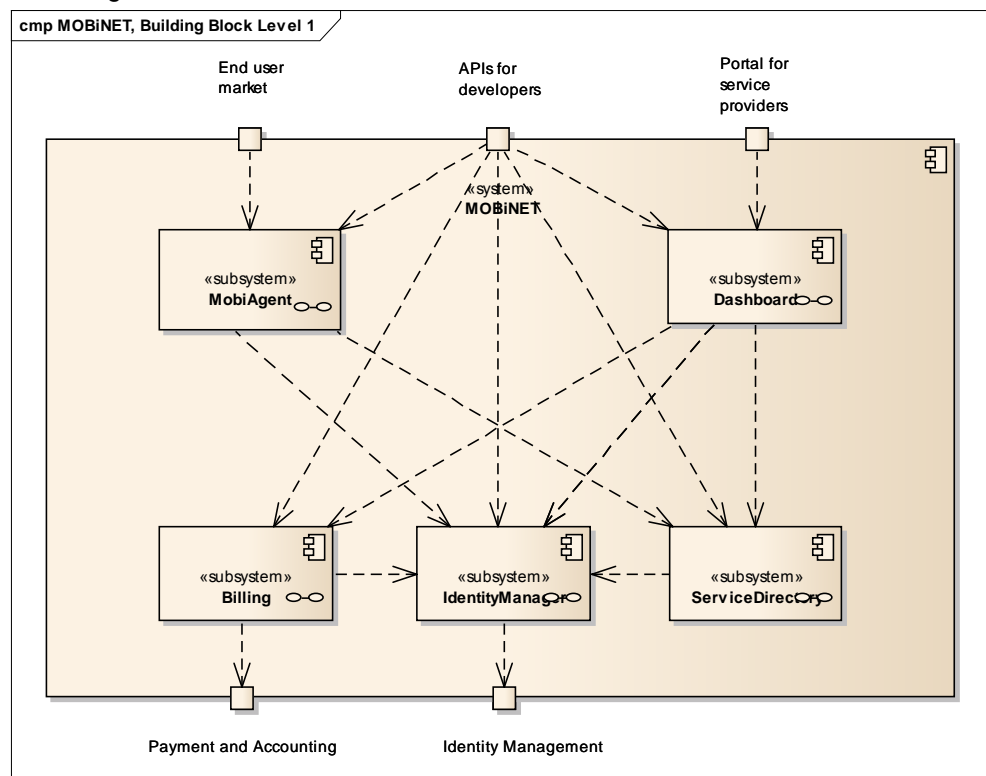 cmp MOBiNET, Building Block Level 1
End user
market
APIs for
developers
Portal for
service
providers
«system»
MOBiNET
«subsystem»
MobiAgent
«subsystem»
Dashboard
«subsystem»
Billing
«subsystem»
IdentityManager
«subsystem»
ServiceDirectory
Payment and Accounting
Identity Management